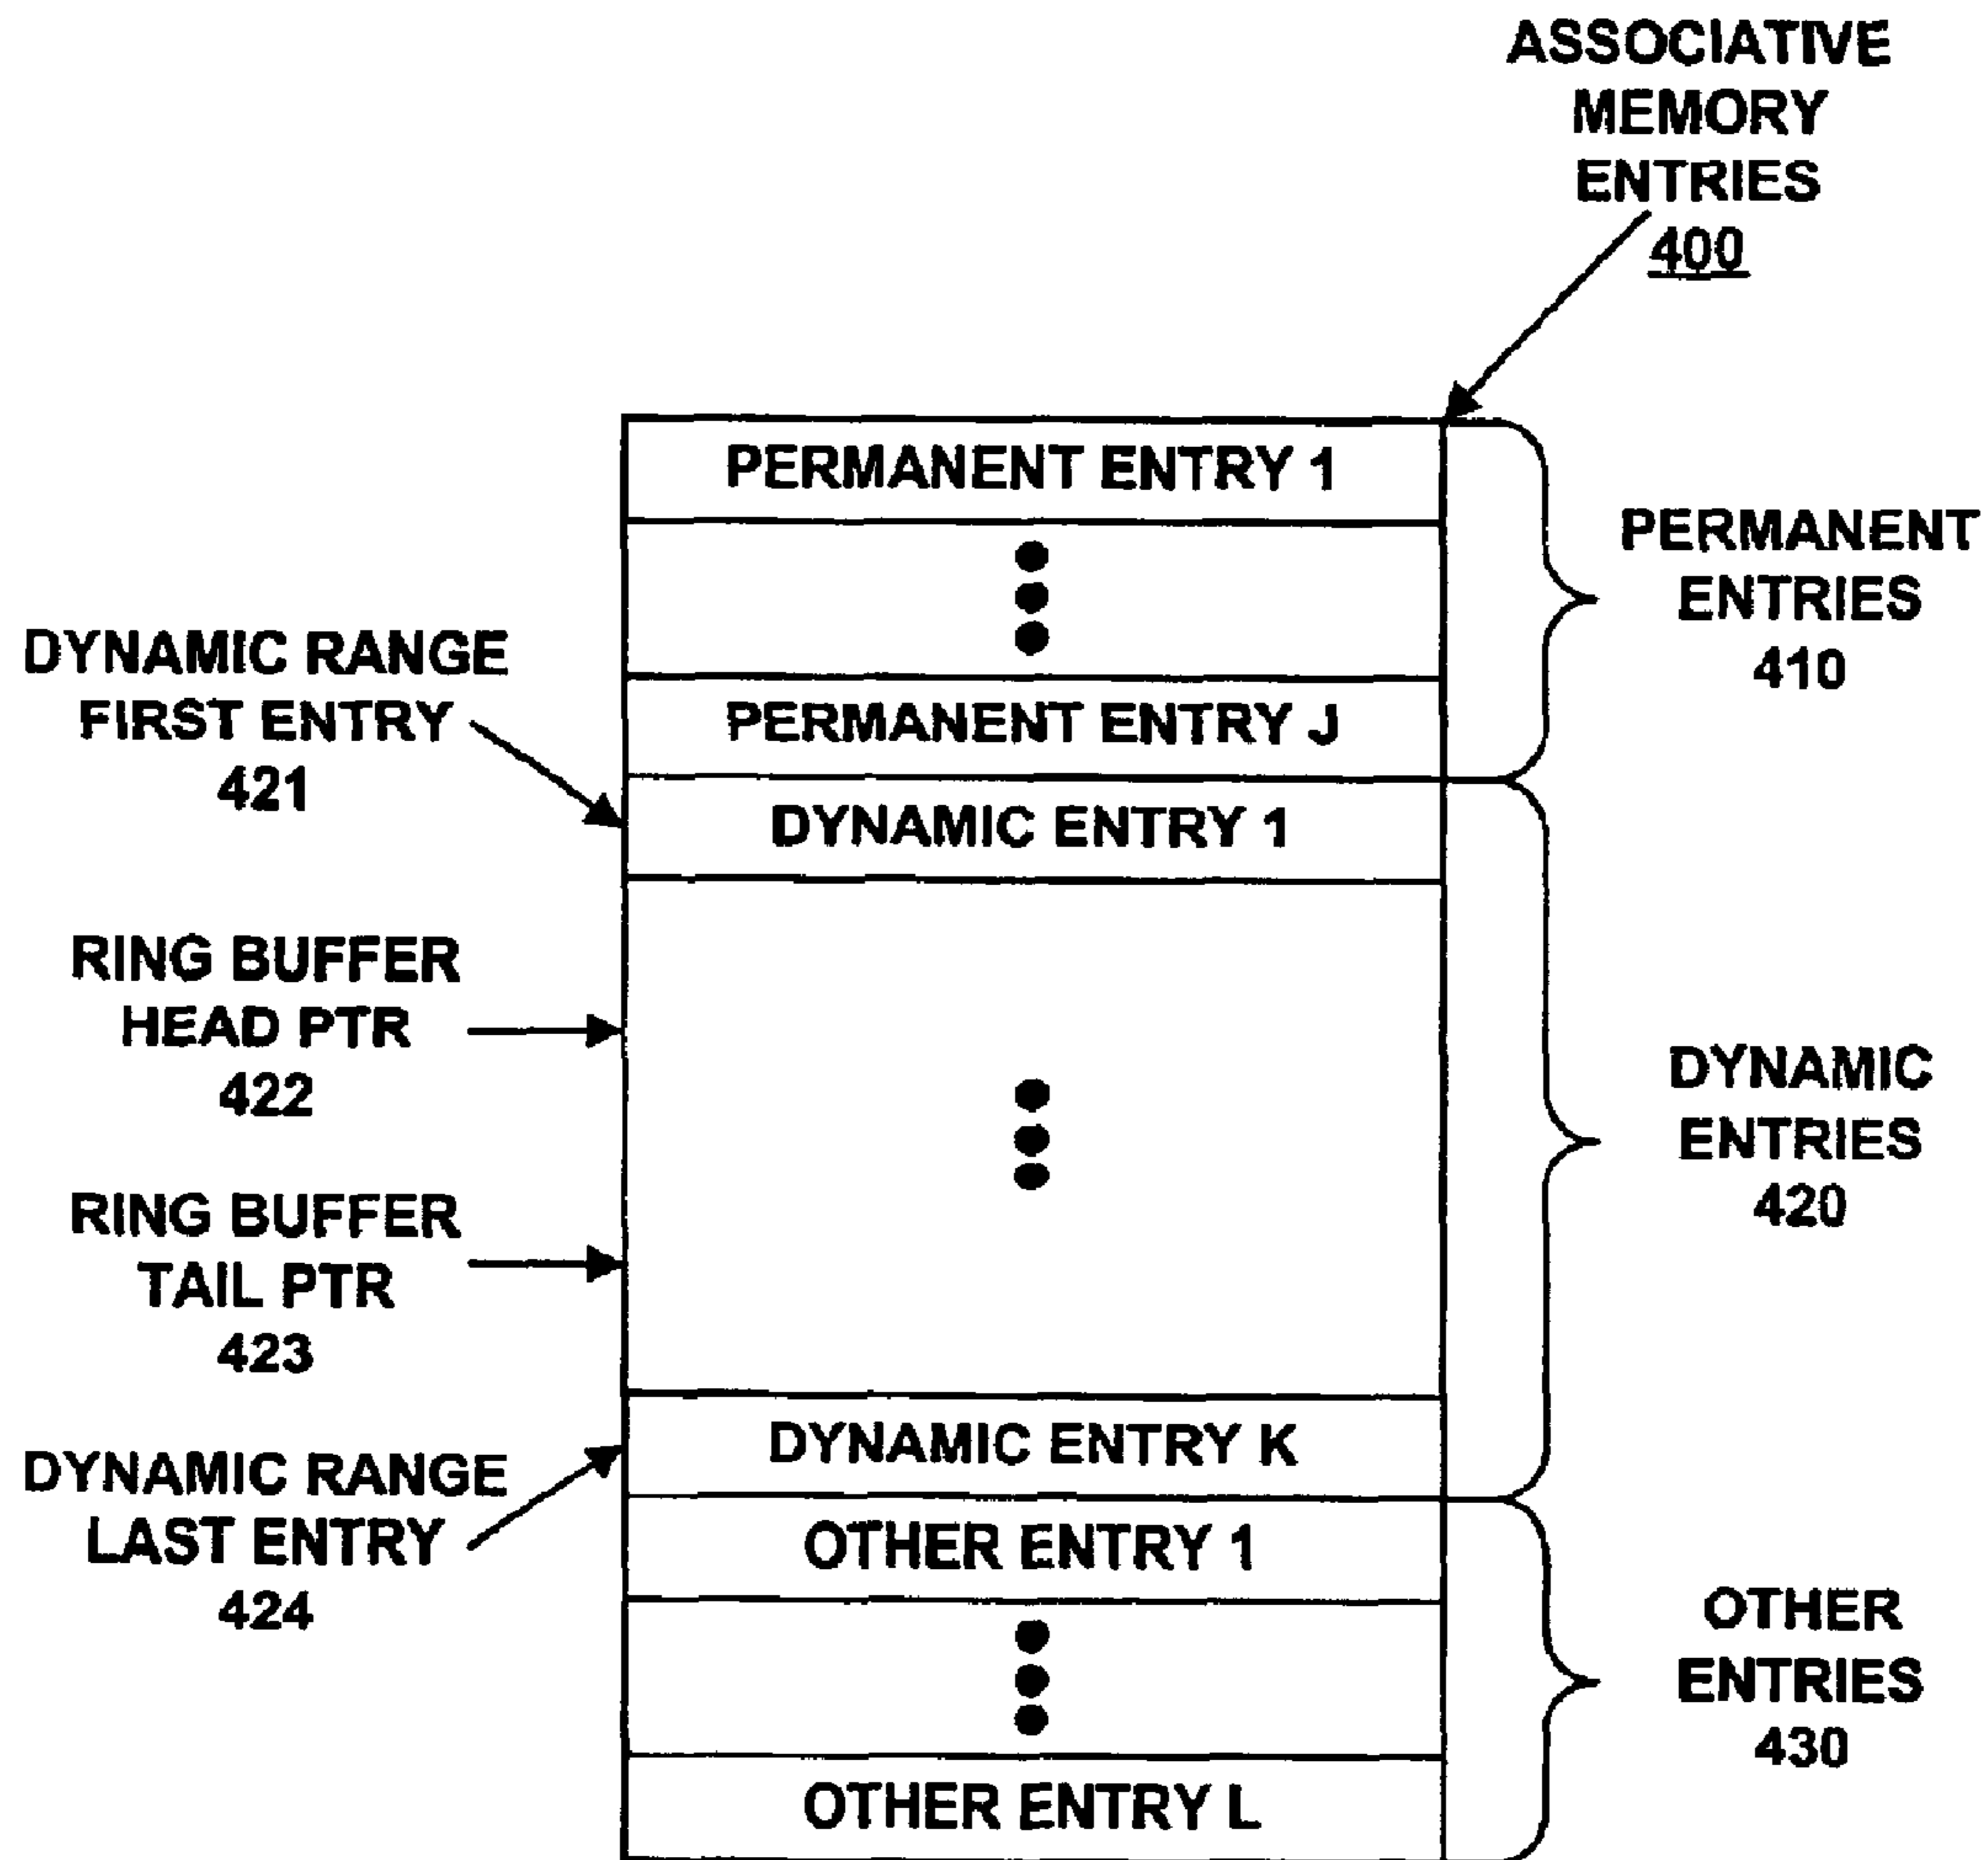 ASSOCIATIVE
MEMORY
ENTRIES
400
PERMANENT ENTRY 1
PERMANENT
ENTRIES
410
DYNAMIC RANGE
FIRST ENTRY
421
PERMANENT ENTRY J
DYNAMIC ENTRY 1
RING BUFFER
HEAD PTR
422
DYNAMIC
ENTRIES
420
RING BUFFER
TAIL PTR
423
DYNAMIC ENTRY K
DYNAMIC RANGE
LAST ENTRY
424
OTHER ENTRY 1
OTHER
ENTRIES
430
OTHER ENTRY L